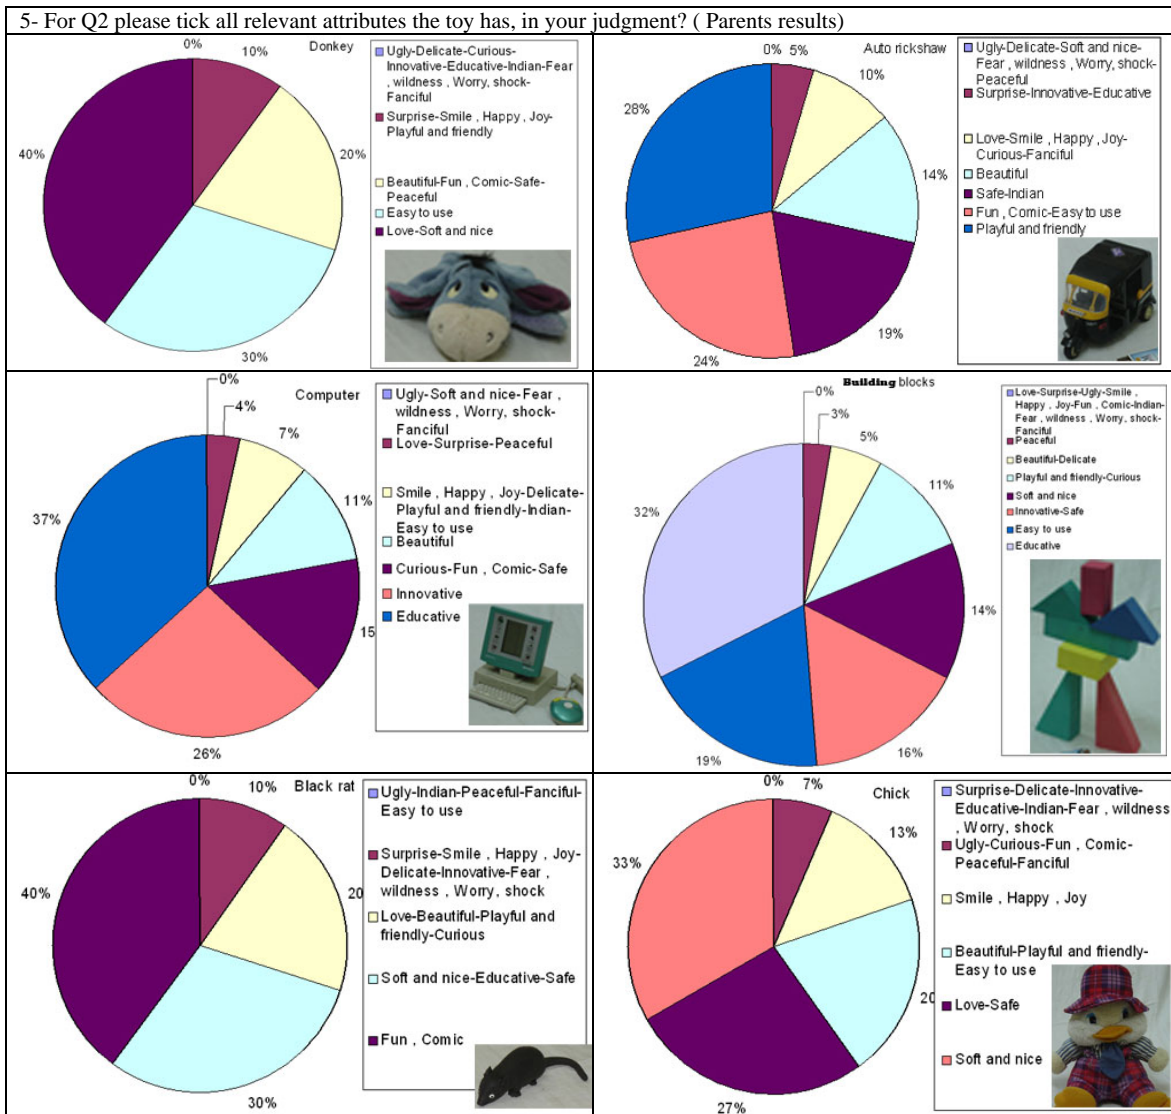 5- For Q2 please tick all relevant attributes the toy has, in your judgment? ( Parents results)
Donkey
0%
10%
20%
30%
40%
Ugly-Delicate-Curious-
Innovative-Educative-Indian-Fear
, wildness , Worry, shock-
Fanciful
Surprise-Smile , Happy , Joy-
Playful and friendly
Beautiful-Fun , Comic-Safe-
Peaceful
Easy to use
Love-Soft and nice
Auto rickshaw
0% 5%
10%
14%
19%
24%
28%
Ugly-Delicate-Soft and nice-
Fear , wildness , Worry, shock-
Peaceful
Surprise-Innovative-Educative
Love-Smile , Happy , Joy-
Curious-Fanciful
Beautiful
Safe-Indian
Fun , Comic-Easy to use
Playful and friendly
Computer
0%
4%
7%
11%
15
26%
37%
Ugly-Soft and nice-Fear ,
wildness , Worry, shock-
Fanciful
Love-Surprise-Peaceful
Smile , Happy , Joy-Delicate-
Playful and friendly-Indian-
Easy to use
Beautiful
Curious-Fun , Comic-Safe
Innovative
Educative
Building blocks
0%
3%
5%
11%
14%
16%
19%
32%
Love-Surprise-Ugly-Smile ,
Happy , Joy-Fun , Comic-Indian-
Fear , wildness , Worry, shock-
Fanciful
Peaceful
Beautiful-Delicate
Playful and friendly-Curious
Soft and nice
Innovative-Safe
Easy to use
Educative
Black rat
0%
10%
20
30%
40%
Ugly-Indian-Peaceful-Fanciful-
Easy to use
Surprise-Smile , Happy , Joy-
Delicate-Innovative-Fear ,
wildness , Worry, shock
Love-Beautiful-Playful and
friendly-Curious
Soft and nice-Educative-Safe
Fun , Comic
Chick
0%
7%
13%
20
27%
33%
Surprise-Delicate-Innovative-
Educative-Indian-Fear , wildness
, Worry, shock
Ugly-Curious-Fun , Comic-
Peaceful-Fanciful
Smile , Happy , Joy
Beautiful-Playful and friendly-
Easy to use
Love-Safe
Soft and nice